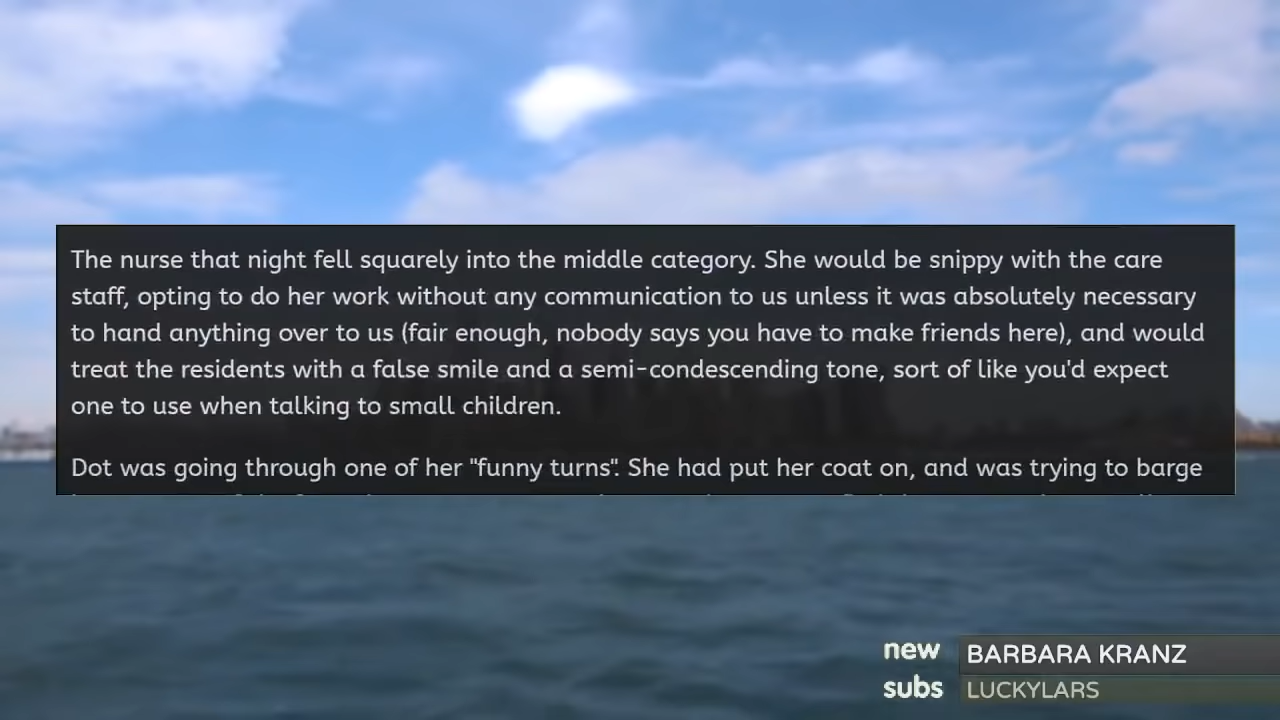 The nurse that night fell squarely into the middle category. She would be snippy with the care
staff, opting to do her work without any communication to us unless it was absolutely necessary
to hand anything over to us (fair enough, nobody says you have to make friends here), and would
treat the residents with a false smile and a semi-condescending tone, sort of like you'd expect
one to use when talking to small children.
Dot was going through one of her "funny turns". She had put her coat on, and was trying to barge
new BARBARA KRANZ
subs LUCKYLARS